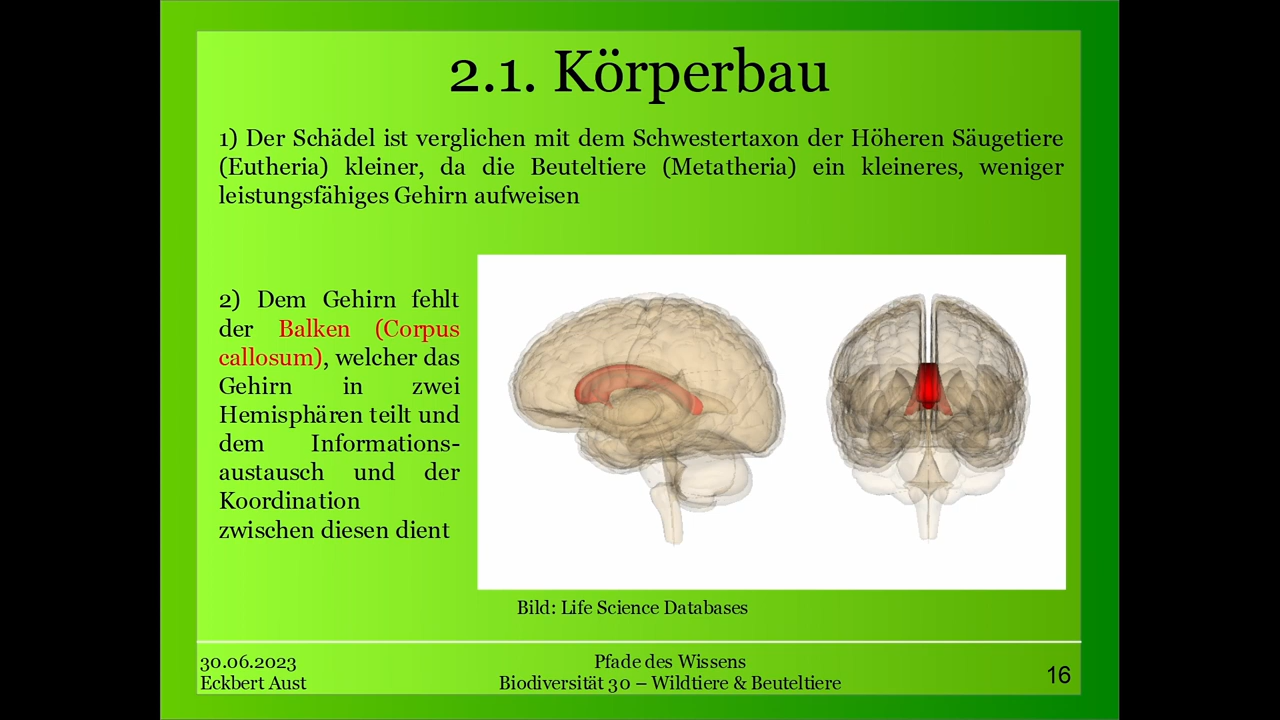 2.1. Körperbau
1) Der Schädel ist verglichen mit dem Schwestertaxon der Höheren Säugetiere
(Eutheria) kleiner, da die Beuteltiere (Metatheria) ein kleineres, weniger
leistungsfähiges Gehirn aufweisen
2) Dem Gehirn fehlt
der Balken (Corpus
callosum), welcher das
Gehirn in zwei
Hemisphären teilt und
dem Informations-
austausch und der
Koordination
zwischen diesen dient
Bild: Life Science Databases
30.06.2023
Eckbert Aust
Pfade des Wissens
Biodiversität 30 – Wildtiere & Beuteltiere
16